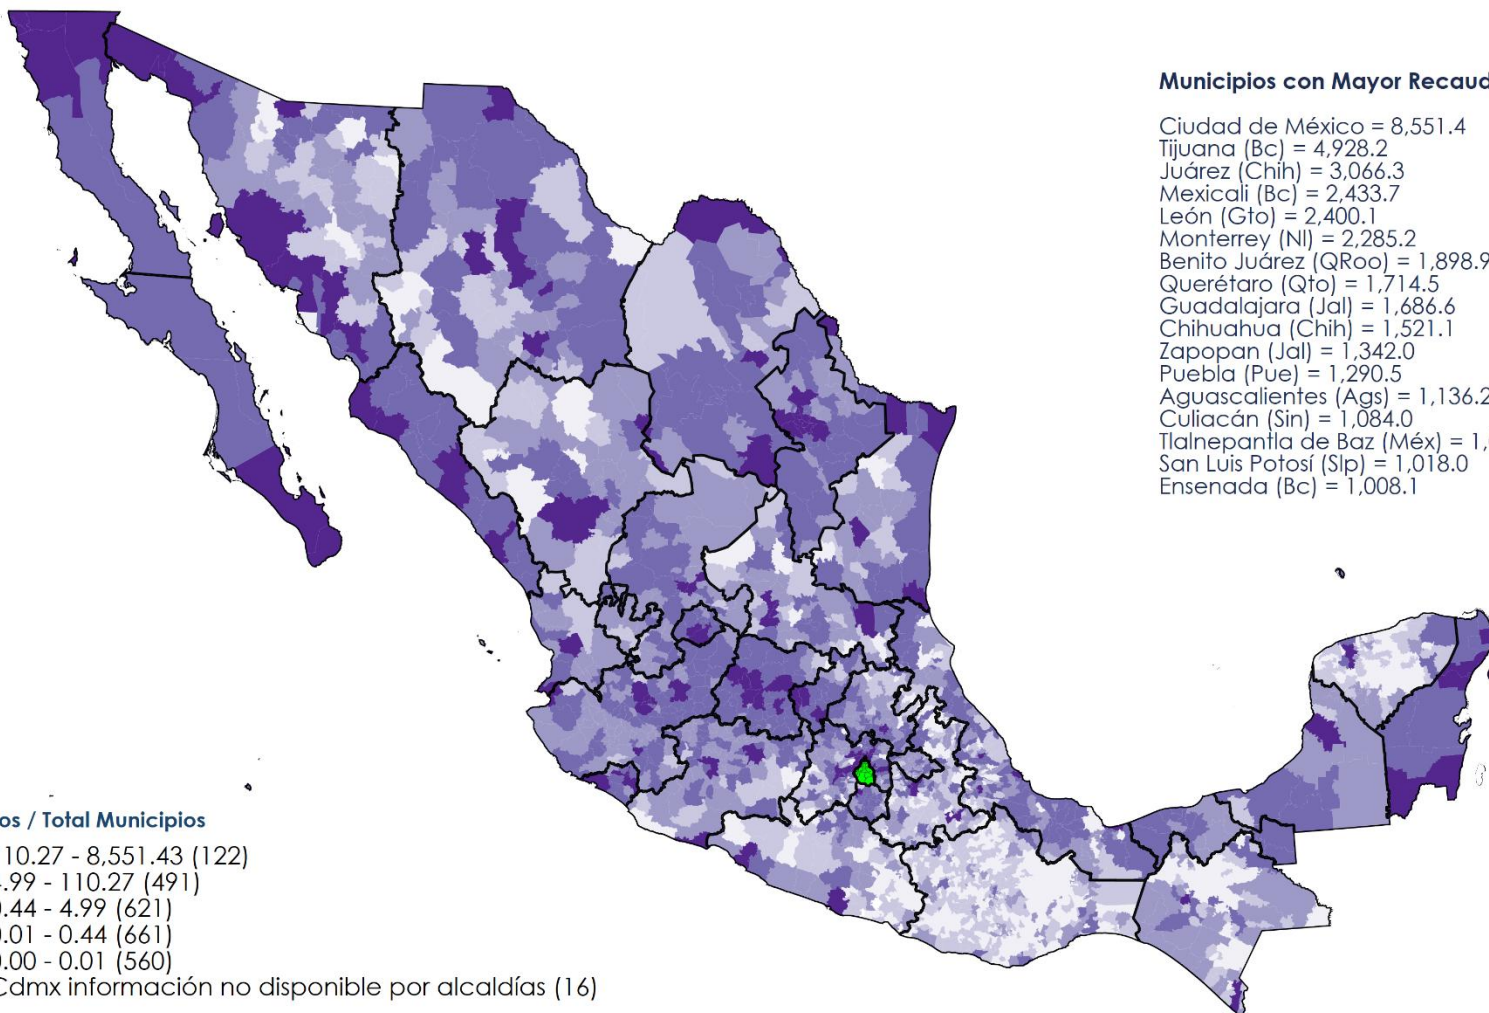 Municipios con Mayor Recaud
Ciudad de México = 8,551.4
Tijuana (Bc) = 4,928.2
Juárez (Chih) = 3,066.3
Mexicali (Bc) = 2,433.7
León (Gto) = 2,400.1
Monterrey (Nl) = 2,285.2
Benito Juárez (QRoo) = 1,898.9
Querétaro (Qto) = 1,714.5
Guadalajara (Jal) = 1,686.6
Chihuahua (Chih) = 1,521.1
Zapopan (Jal) = 1,342.0
Puebla (Pue) = 1,290.5
Aguascalientes (Ags) = 1,136.2
Culiacán (Sin) = 1,084.0
Tlalnepantla de Baz (Méx) = 1,
San Luis Potosí (Slp) = 1,018.0
Ensenada (Bc) = 1,008.1
os / Total Municipios
10.27 - 8,551.43 (122)
.99 - 110.27 (491)
0.44 - 4.99 (621)
0.01 - 0.44 (661)
0.00 - 0.01 (560)
Cdmx información no disponible por alcaldías (16)